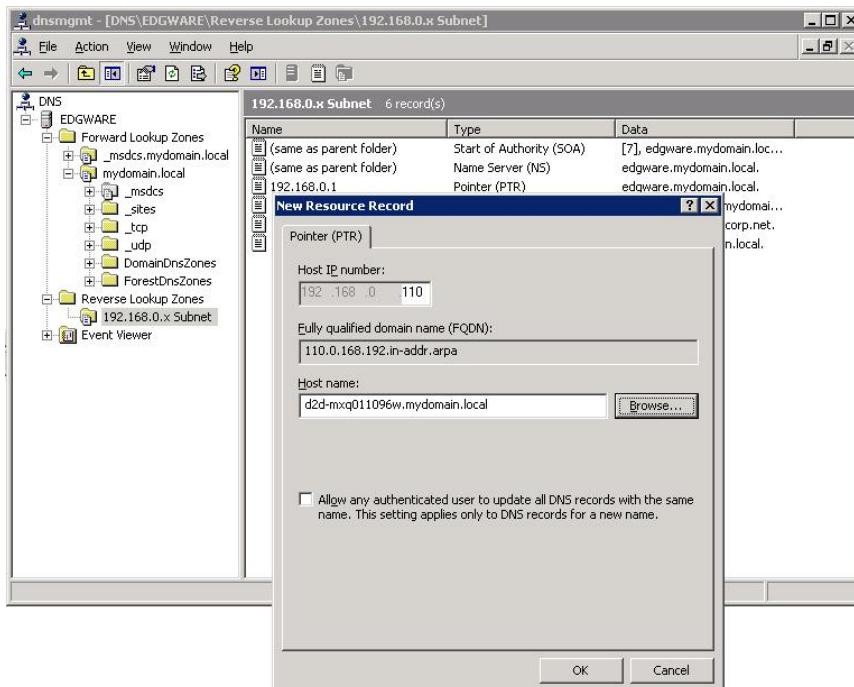 dnsmgmt - [DNS\EDGWARE\Reverse Lookup Zones\192.168.0.x Subnet]
File Action View Window Help
DNS
EDGWARE
Forward Lookup Zones
_msdcs.mydomain.local
mydomain.local
_msdcs
_sites
_tcp
_udp
DomainDnsZones
ForestDnsZones
Reverse Lookup Zones
192.168.0.x Subnet
Event Viewer
192.168.0.x Subnet 6 record(s)
Name Type Data
(same as parent folder) Start of Authority (SOA) [7], edgware.mydomain.loc...
(same as parent folder) Name Server (NS) edgware.mydomain.local.
192.168.0.1 Pointer (PTR) edgware.mydomain.local.
mydomai...
corp.net.
n.local.
New Resource Record
Pointer (PTR)
Host IP number:
192 .168 .0 110
Fully qualified domain name (FQDN):
110.0.168.192.in-addr.arpa
Host name:
d2d-mxq011096w.mydomain.local
Browse...
Allow any authenticated user to update all DNS records with the same
name. This setting applies only to DNS records for a new name.
OK Cancel